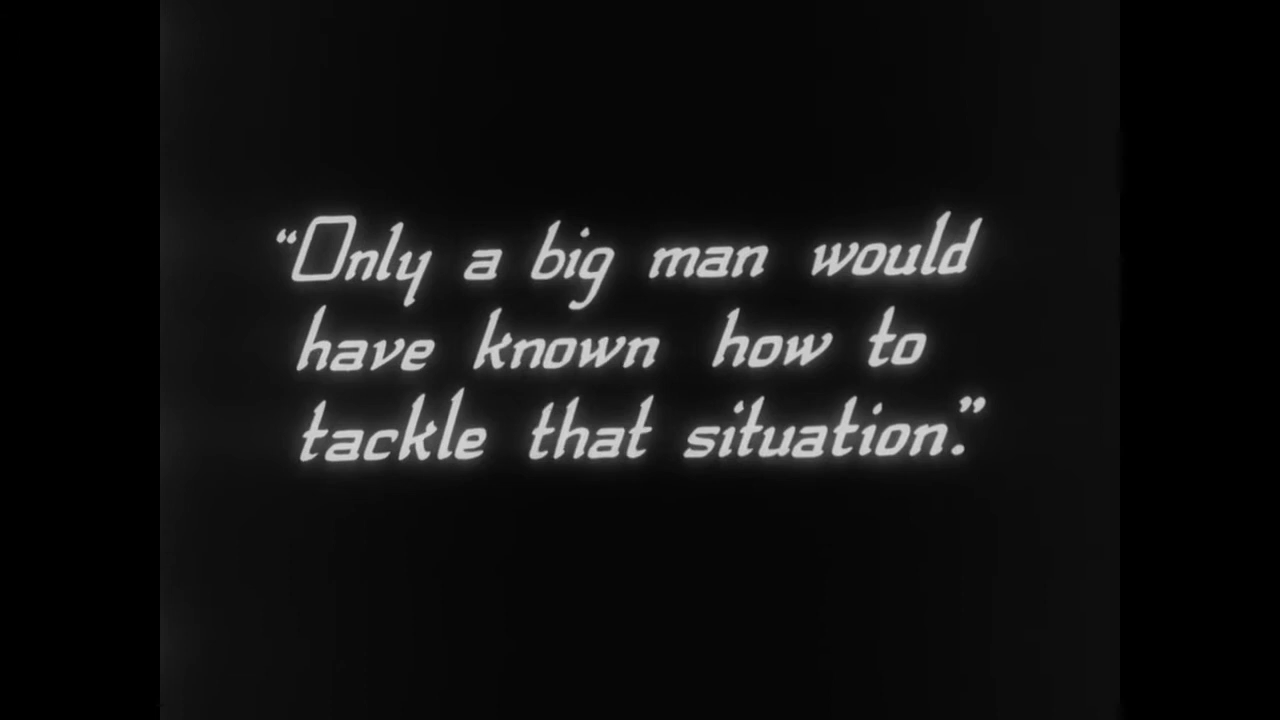 “Only a big man would
have known how to
tackle that situation.”